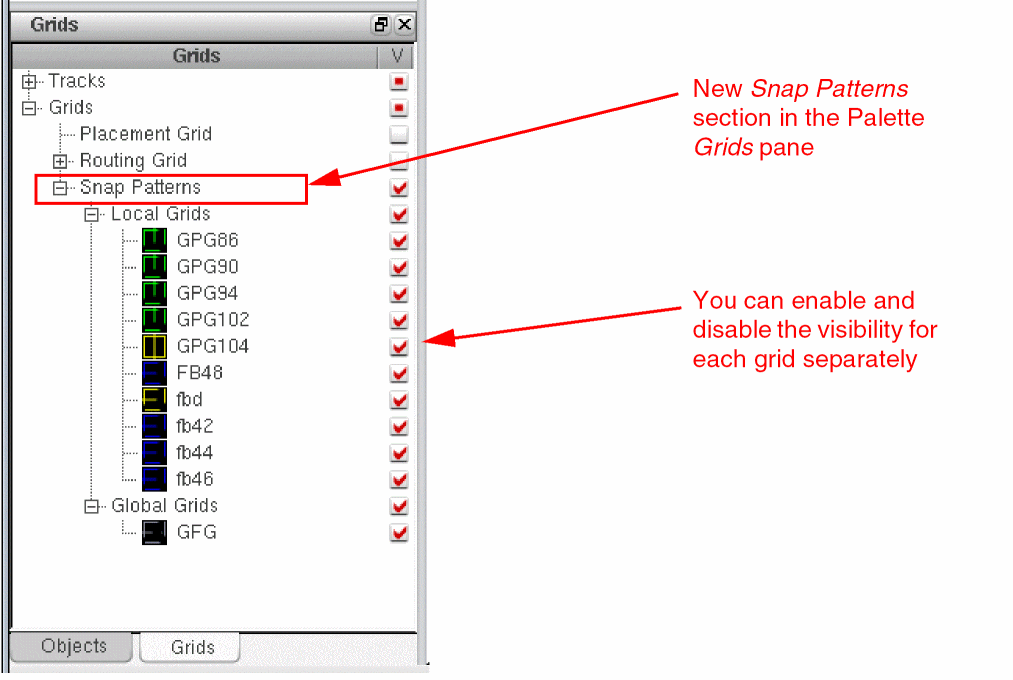 Grids
Grids V
Tracks
Grids
Placement Grid
Routing Grid
Snap Patterns
Local Grids
GPG86
GPG90
GPG94
GPG102
GPG104
FB48
fbd
fb42
fb44
fb46
Global Grids
GFG
Objects Grids
New Snap Patterns
section in the Palette
Grids pane
You can enable and
disable the visibility for
each grid separately